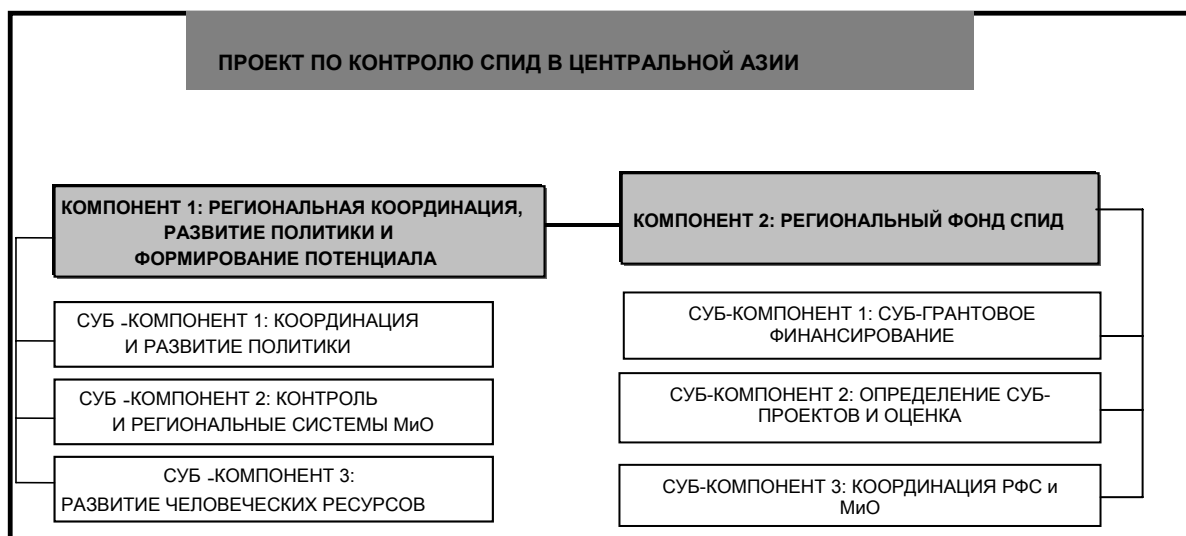 ПРОЕКТ ПО КОНТРОЛЮ СПИД В ЦЕНТРАЛЬНОЙ АЗИИ
КОМПОНЕНТ 1: РЕГИОНАЛЬНАЯ КООРДИНАЦИЯ,
РАЗВИТИЕ ПОЛИТИКИ И
ФОРМИРОВАНИЕ ПОТЕНЦИАЛА
СУБ -КОМПОНЕНТ 1: КООРДИНАЦИЯ
И РАЗВИТИЕ ПОЛИТИКИ
СУБ -КОМПОНЕНТ 2: КОНТРОЛЬ
И РЕГИОНАЛЬНЫЕ СИСТЕМЫ МиО
СУБ -КОМПОНЕНТ 3:
РАЗВИТИЕ ЧЕЛОВЕЧЕСКИХ РЕСУРСОВ
КОМПОНЕНТ 2: РЕГИОНАЛЬНЫЙ ФОНД СПИД
СУБ-КОМПОНЕНТ 1: СУБ-ГРАНТОВОЕ
ФИНАНСИРОВАНИЕ
СУБ-КОМПОНЕНТ 2: ОПРЕДЕЛЕНИЕ СУБ-
ПРОЕКТОВ И ОЦЕНКА
СУБ-КОМПОНЕНТ 3: КООРДИНАЦИЯ РФС и
МиО